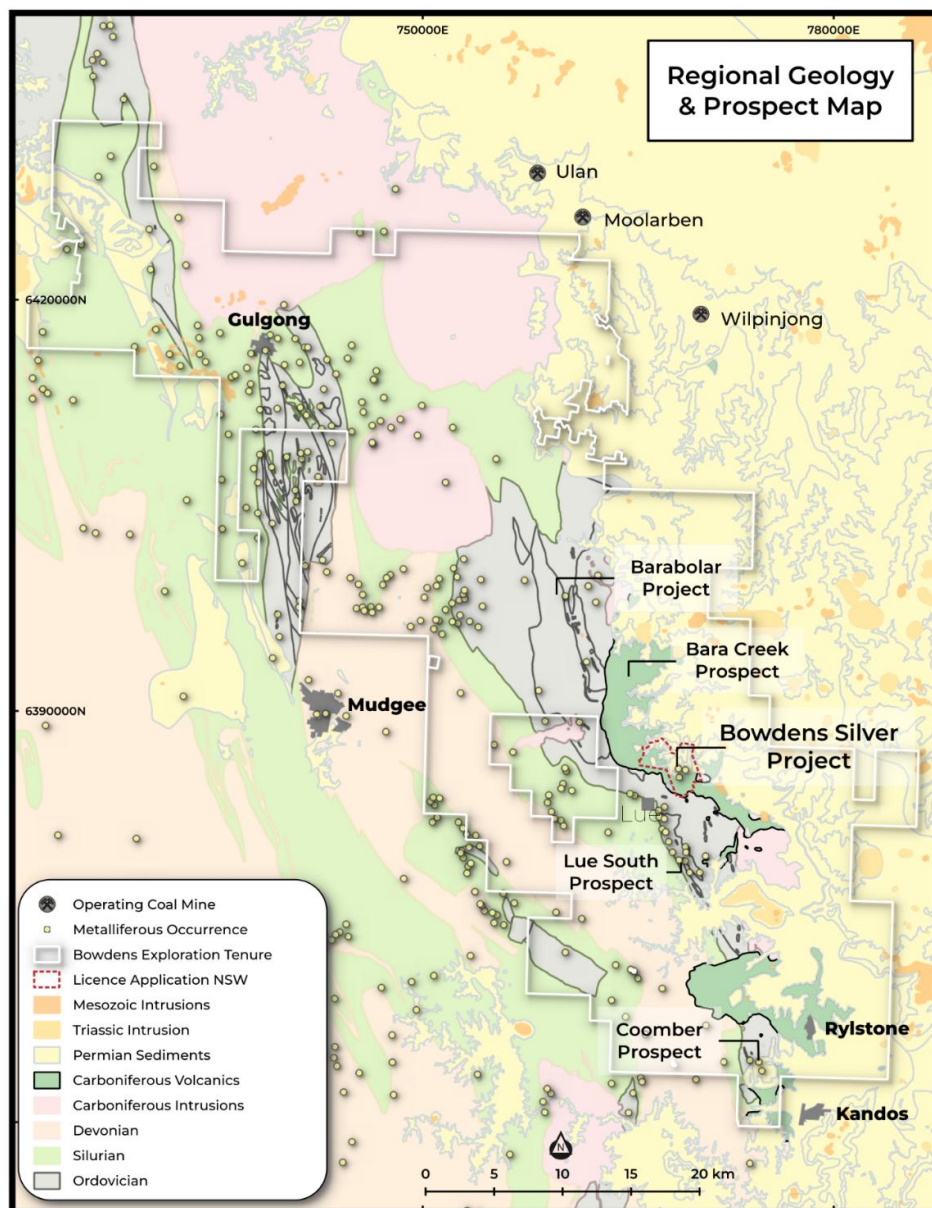 750000E
780000E
Regional Geology
& Prospect Map
Ulan
Moolarben
6420000N
Wilpinjong
Gulgong
Barabolar
Project
Bara Creek
Prospect
6390000N
Mudgee
Bowdens Silver
Project
Lue
Lue South
Prospect
Operating Coal Mine
Metalliferous Occurrence
Bowdens Exploration Tenure
Licence Application NSW
Mesozoic Intrusions
Triassic Intrusion
Permian Sediments
Carboniferous Volcanics
Carboniferous Intrusions
Devonian
Silurian
Ordovician
Coomber
Prospect
Rylstone
Kandos
N
0 5 10 15 20 km